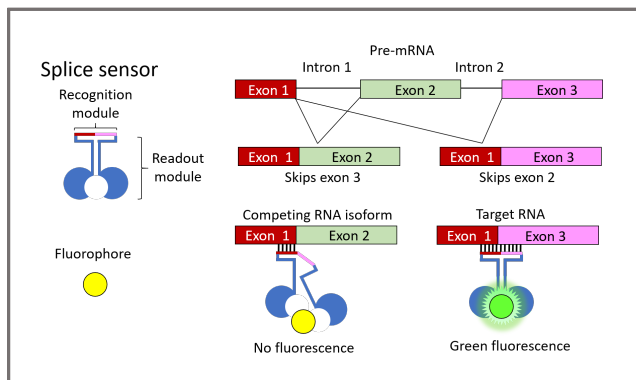 Splice sensor
Recognition
module
Readout
module
Fluorophore
Pre-mRNA
Intron 1
Intron 2
Exon 1
Exon 2
Exon 3
Exon 1
Exon 2
Skips exon 3
Exon 1
Exon 3
Skips exon 2
Competing RNA isoform
Exon 1
Exon 2
No fluorescence
Target RNA
Exon 1
Exon 3
Green fluorescence